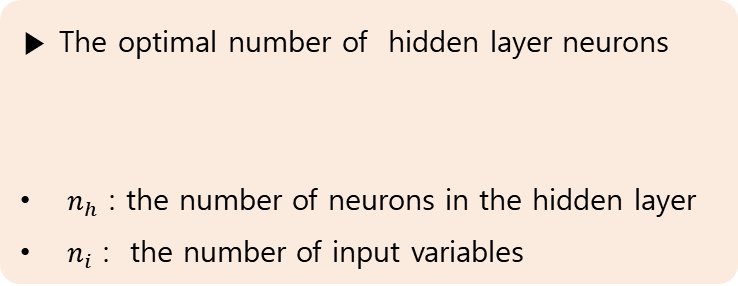 ▶ The optimal number of hidden layer neurons
• n_h : the number of neurons in the hidden layer
• n_i : the number of input variables